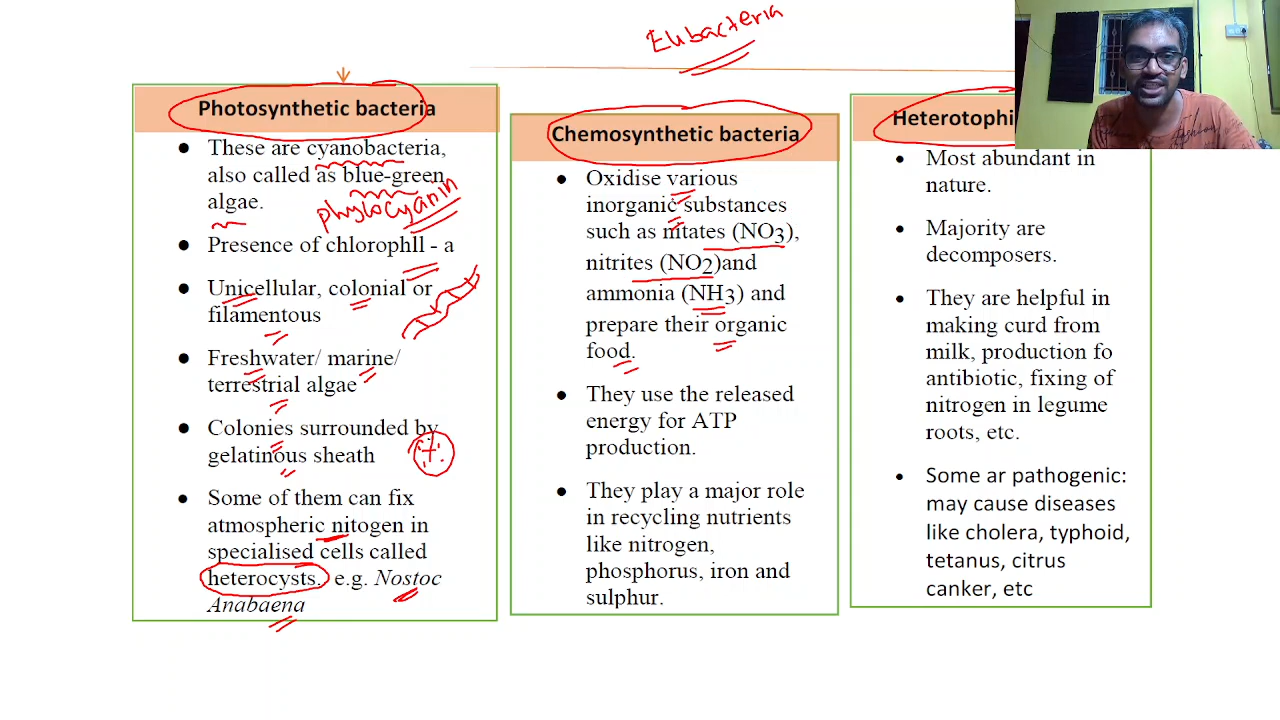 Eubacteria
Photosynthetic bacteria
These are cyanobacteria,
also called as blue-green
algae.
phylocyanin
Presence of chlorophll - a
Unicellular, colonial or
filamentous
Freshwater/ marine/
terrestrial algae
Colonies surrounded by
gelatinous sheath
Some of them can fix
atmospheric nitogen in
specialised cells called
heterocysts. e.g. Nostoc
Anabaena
Chemosynthetic bacteria
Oxidise various
inorganic substances
such as nitates (NO3),
nitrites (NO2)and
ammonia (NH3) and
prepare their organic
food.
They use the released
energy for ATP
production.
They play a major role
in recycling nutrients
like nitrogen,
phosphorus, iron and
sulphur.
Heterotophi
Most abundant in
nature.
Majority are
decomposers.
They are helpful in
making curd from
milk, production fo
antibiotic, fixing of
nitrogen in legume
roots, etc.
Some ar pathogenic:
may cause diseases
like cholera, typhoid,
tetanus, citrus
canker, etc